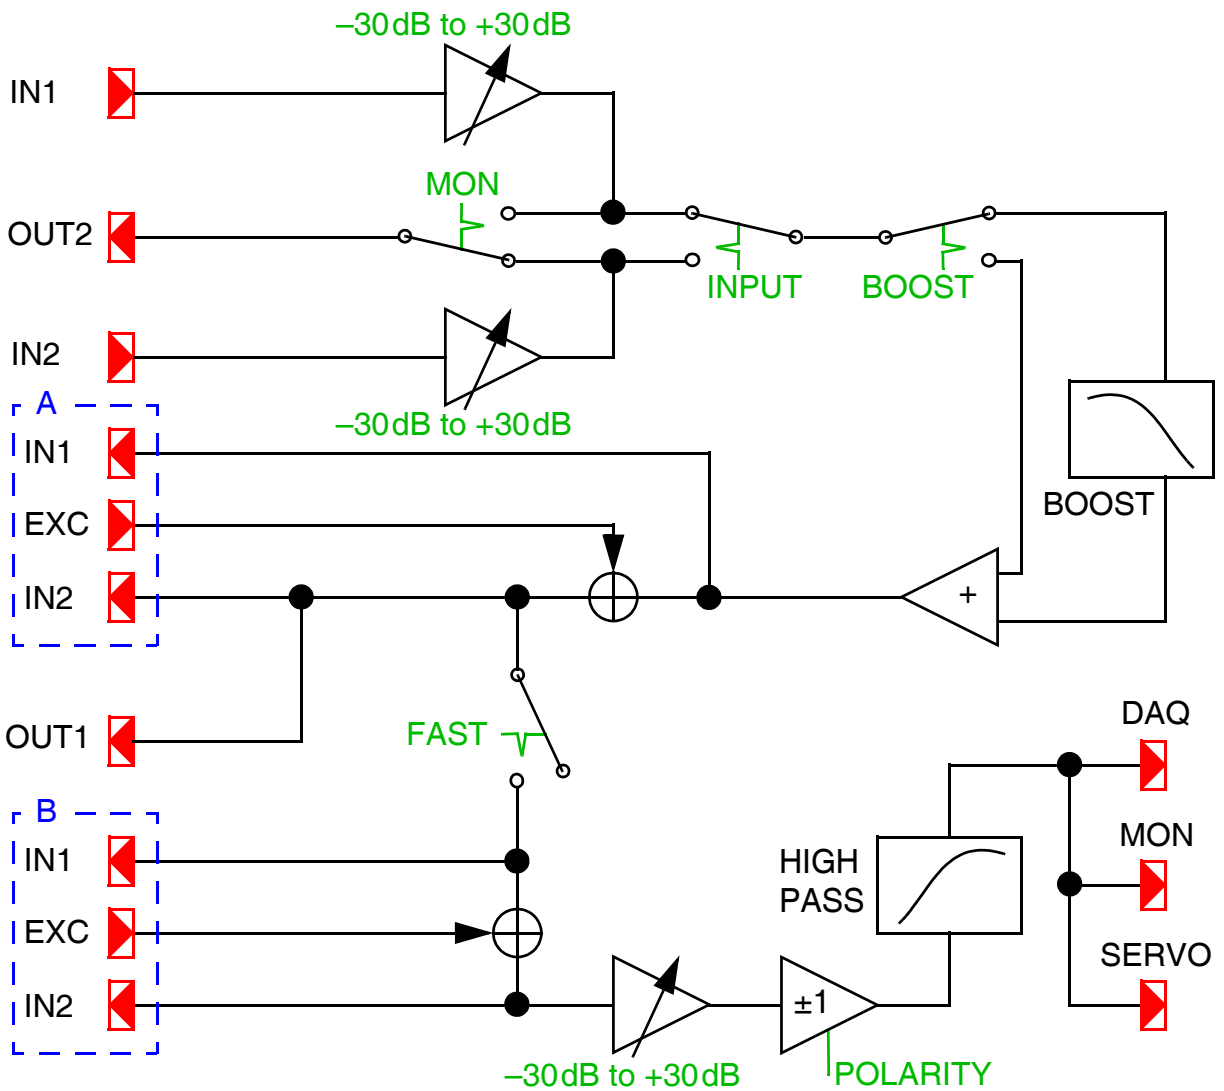 –30dB to +30dB
IN1
MON
OUT2
INPUT
BOOST
IN2
–30dB to +30dB
A
IN1
BOOST
EXC
IN2
+
DAQ
OUT1
FAST
B
MON
IN1
HIGH
PASS
EXC
SERVO
IN2
±1
–30dB to +30dB
POLARITY